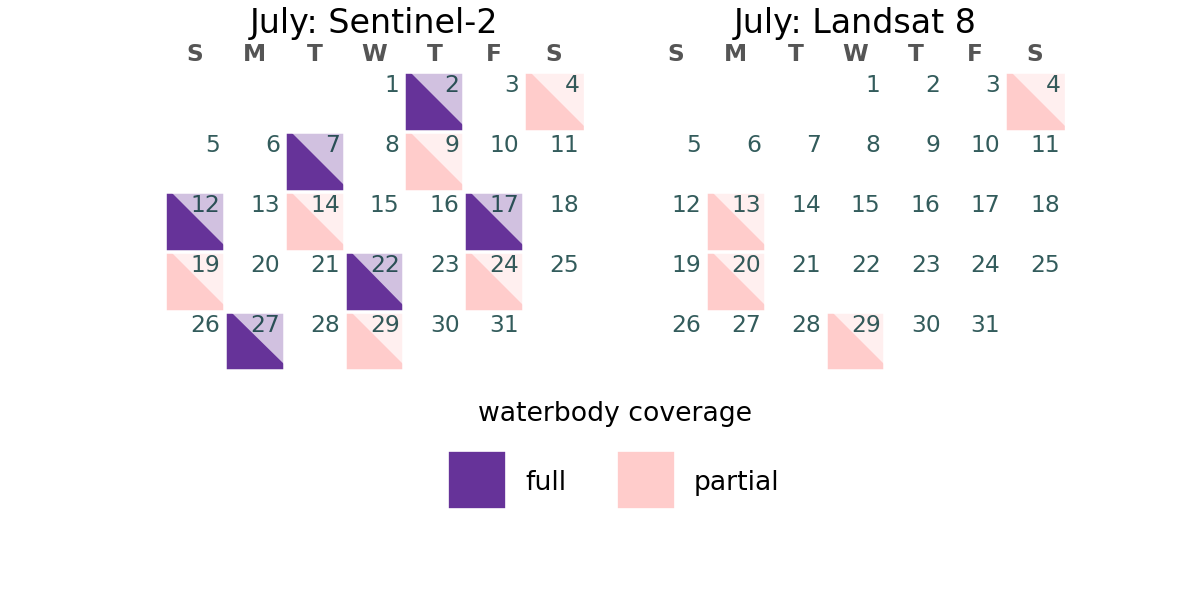 July: Sentinel-2
S M T W T F S
1 2 3 4
5 6 7 8 9 10 11
12 13 14 15 16 17 18
19 20 21 22 23 24 25
26 27 28 29 30 31
July: Landsat 8
S M T W T F S
1 2 3 4
5 6 7 8 9 10 11
12 13 14 15 16 17 18
19 20 21 22 23 24 25
26 27 28 29 30 31
waterbody coverage
full
partial